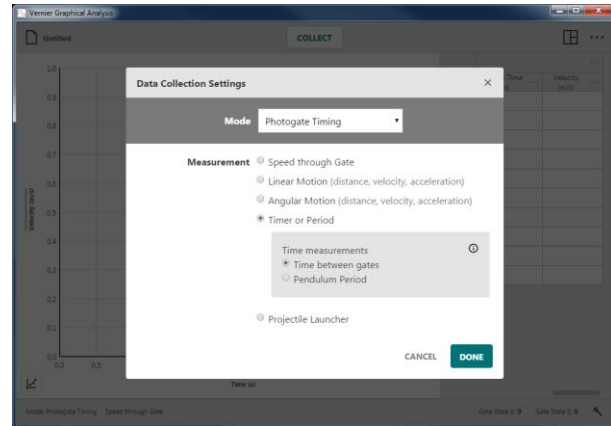 Vernier Graphical Analysis
Untitled
COLLECT
Time
Velocity
(m/s)
1.0
0.9
0.8
0.7
0.6
0.5
0.4
0.3
0.2
0.1
0.0
0.0
0.5
Velocity (m/s)
Time (s)
Data Collection Settings
Mode
Photogate Timing
Measurement
Speed through Gate
Linear Motion (distance, velocity, acceleration)
Angular Motion (distance, velocity, acceleration)
Timer or Period
Time measurements
Time between gates
Pendulum Period
Projectile Launcher
CANCEL
DONE
Mode: Photogate Timing Speed through Gate
Gate State 1: 0 Gate State 2: 0